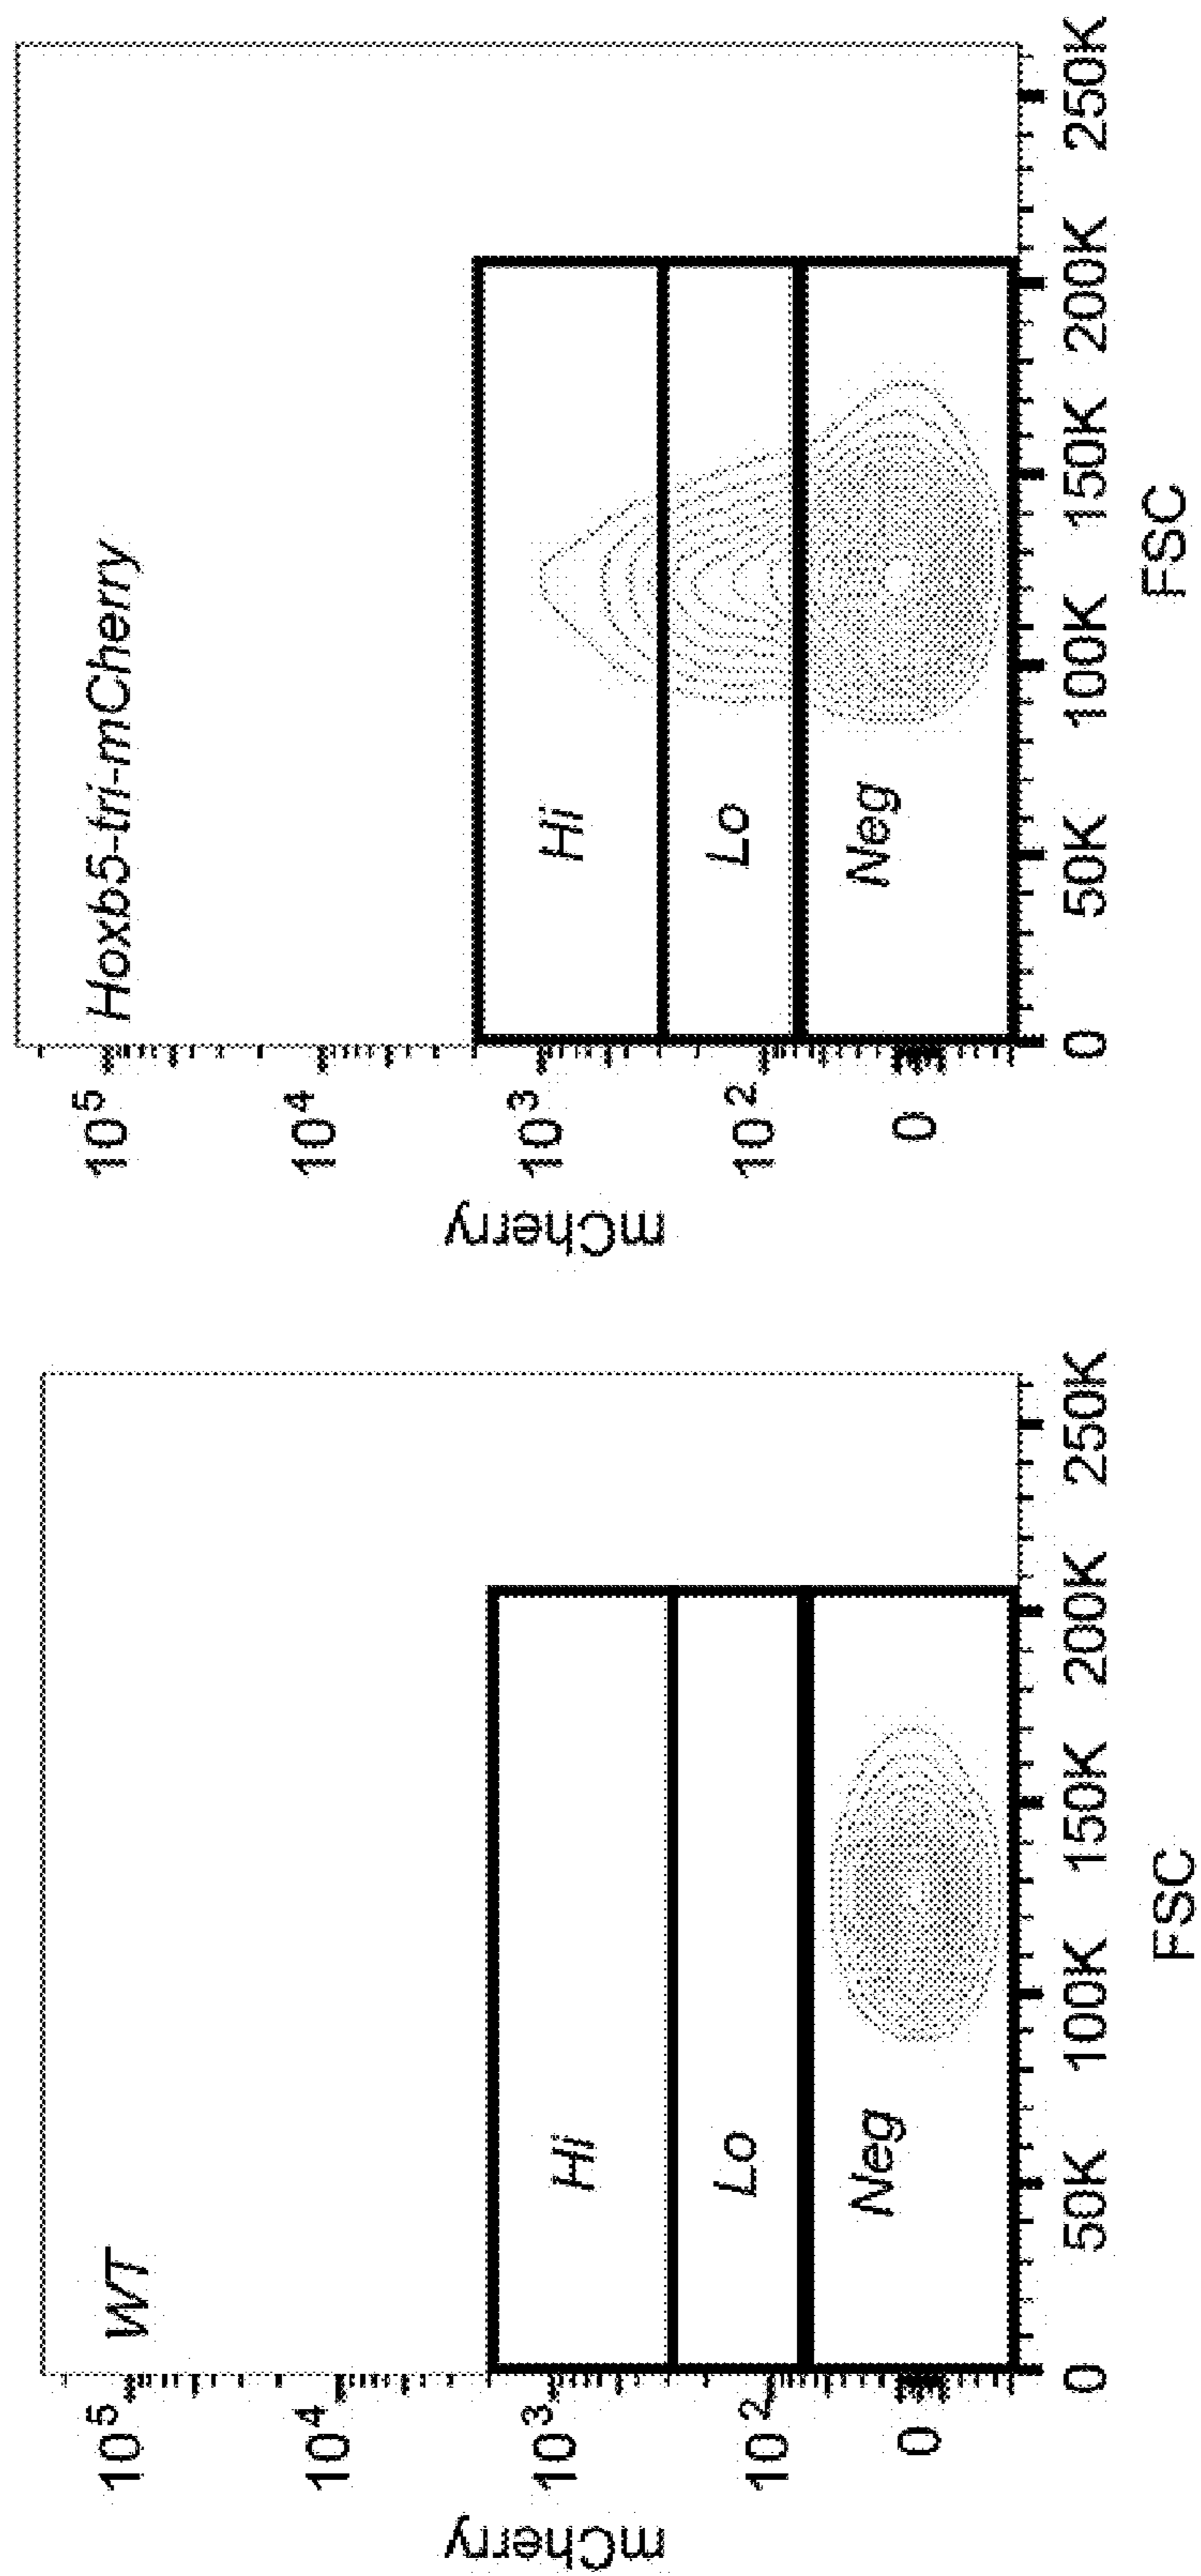 WT
mCherry
10⁵
10⁴
10³
10²
0
Hi
Lo
Neg
0 50K 100K 150K 200K 250K
FSC
Hoxb5-tri-mCherry
mCherry
10⁵
10⁴
10³
10²
0
Hi
Lo
Neg
0 50K 100K 150K 200K 250K
FSC